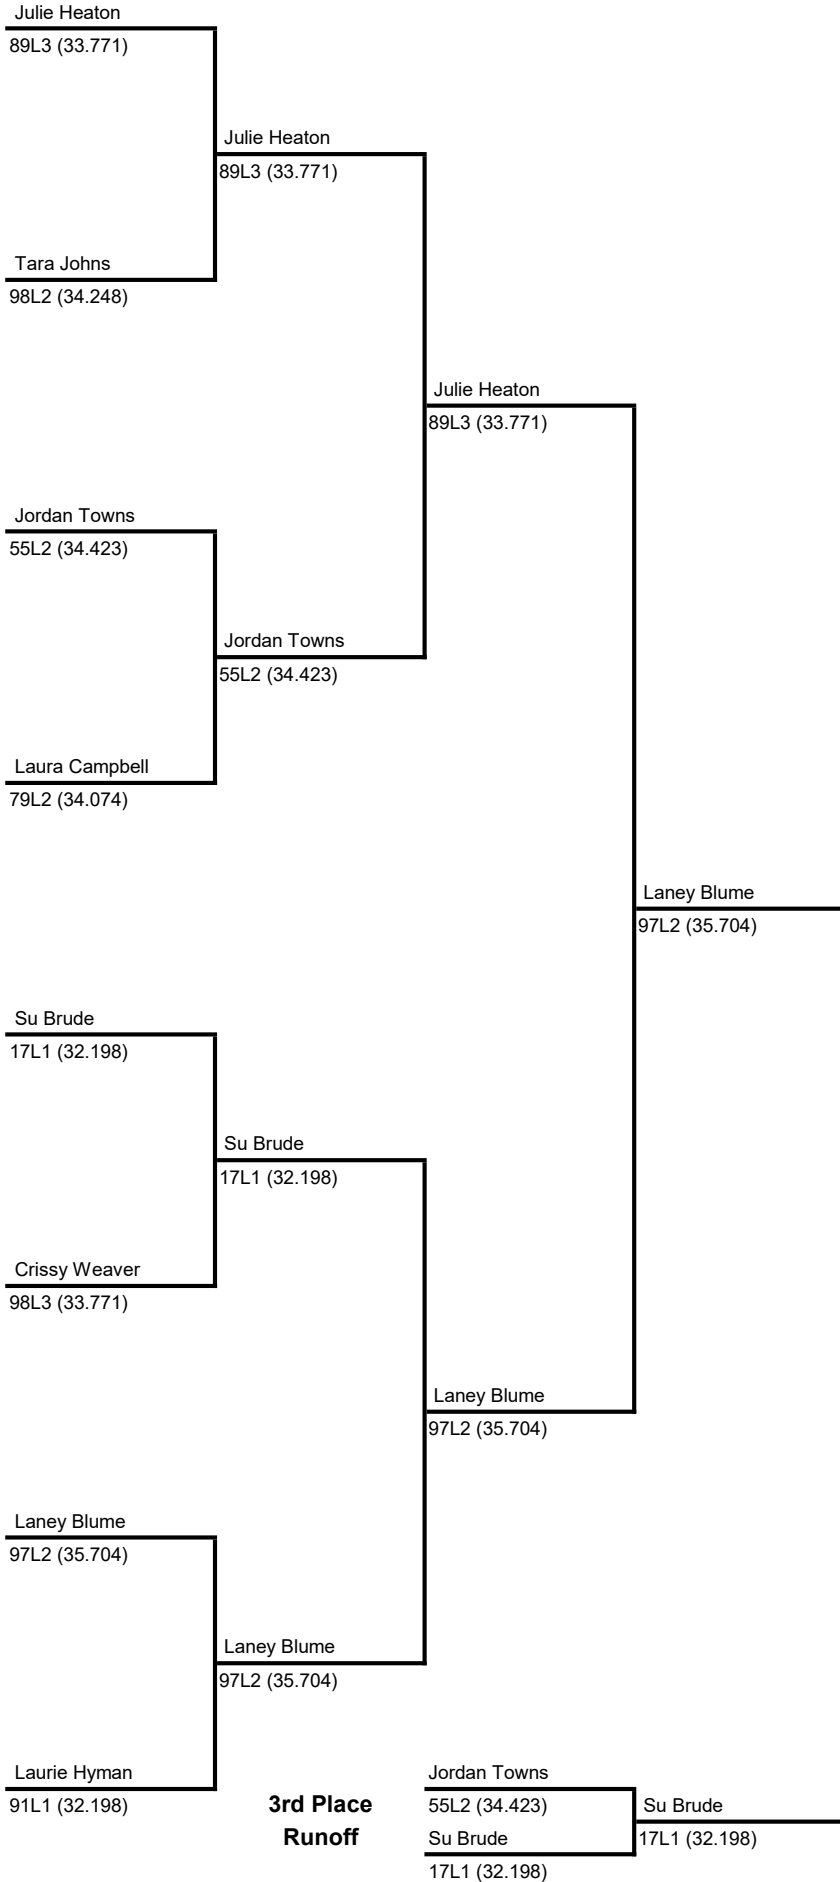 Julie Heaton
89L3 (33.771)
Julie Heaton
89L3 (33.771)
Tara Johns
98L2 (34.248)
Julie Heaton
89L3 (33.771)
Jordan Towns
55L2 (34.423)
Jordan Towns
55L2 (34.423)
Laura Campbell
79L2 (34.074)
Laney Blume
97L2 (35.704)
Su Brude
17L1 (32.198)
Su Brude
17L1 (32.198)
Crissy Weaver
98L3 (33.771)
Laney Blume
97L2 (35.704)
Laney Blume
97L2 (35.704)
Laney Blume
97L2 (35.704)
Laurie Hyman
91L1 (32.198)
3rd Place
Runoff
Jordan Towns
55L2 (34.423)
Su Brude
17L1 (32.198)
Su Brude
17L1 (32.198)